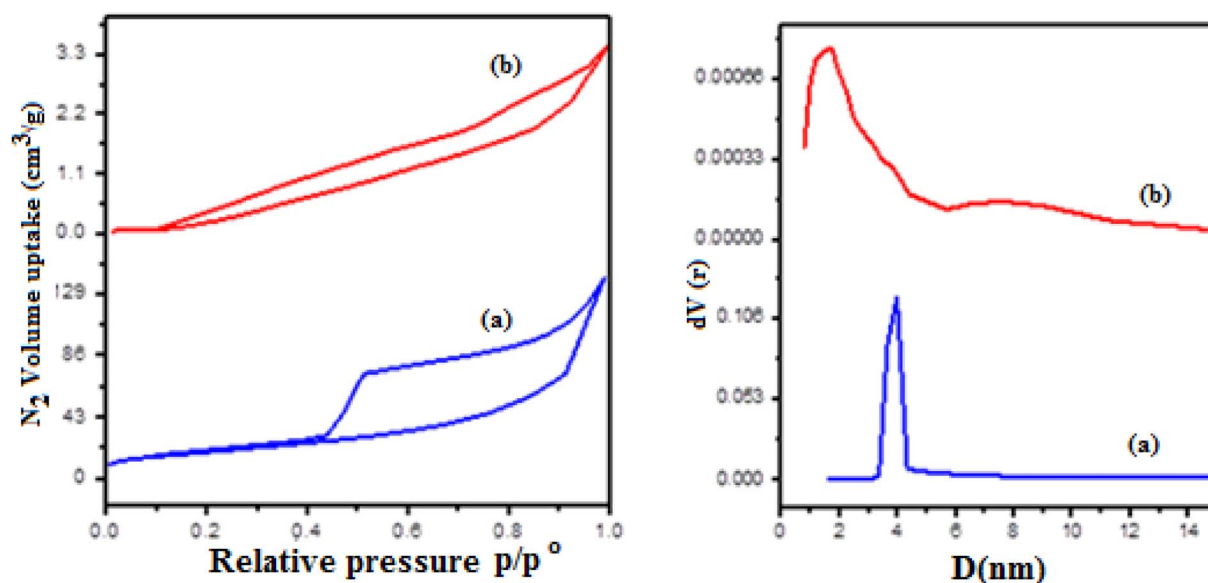 N₂ Volume uptake (cm³/g)
3.3
2.2
1.1
0.0
129
86
43
0
(b)
(a)
0.0 0.2 0.4 0.6 0.8 1.0
Relative pressure p/p°
dV (r)
0.00066
0.00033
0.00000
0.106
0.053
0.000
(b)
(a)
0 2 4 6 8 10 12 14
D(nm)